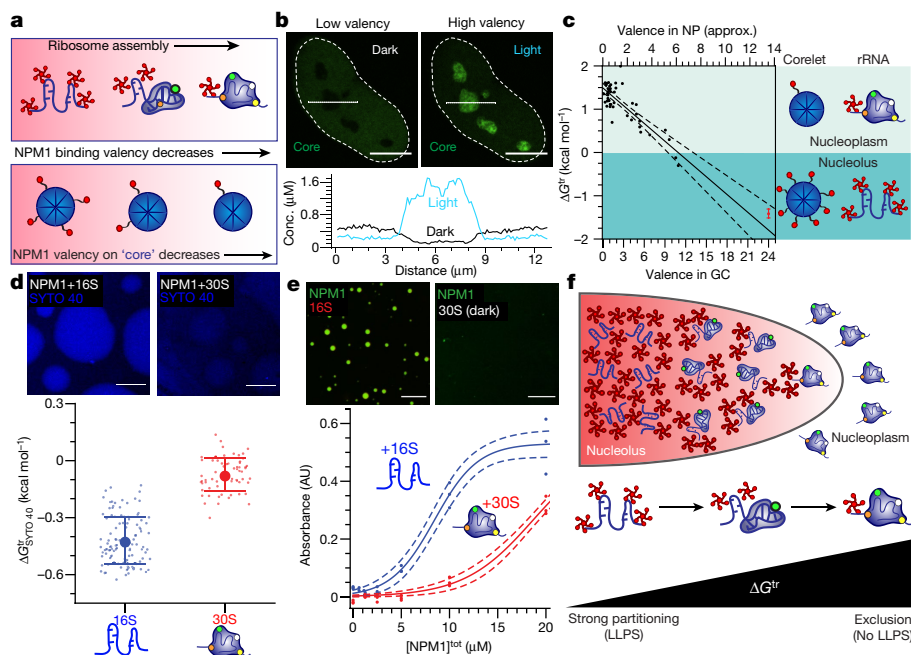 a
Ribosome assembly
NPM1 binding valency decreases
NPM1 valency on 'core' decreases
b
Low valency
High valency
Dark
Light
Core
Core
Conc. (μM)
1.6
0.8
0
Light
Dark
0 3 6 9 12
Distance (μm)
c
Valence in NP (approx.)
0 2 4 6 8 10 12 14
Corelet
rRNA
ΔGᵗʳ (kcal mol⁻¹)
2
1
0
−1
−2
Nucleoplasm
Nucleolus
0 3 6 9 12 15 18 21 24
Valence in GC
d
NPM1+16S
SYTO 40
NPM1+30S
SYTO 40
ΔGᵗʳSYTO 40 (kcal mol⁻¹)
0.3
0
−0.3
−0.6
16S
30S
e
NPM1
16S
NPM1
30S (dark)
Absorbance (AU)
0.6
0.4
0.2
0
+16S
+30S
0 5 10 15 20
[NPM1]ᵗᵒᵗ (μM)
f
Nucleolus
Nucleoplasm
ΔGᵗʳ
Strong partitioning
(LLPS)
Exclusion
(No LLPS)